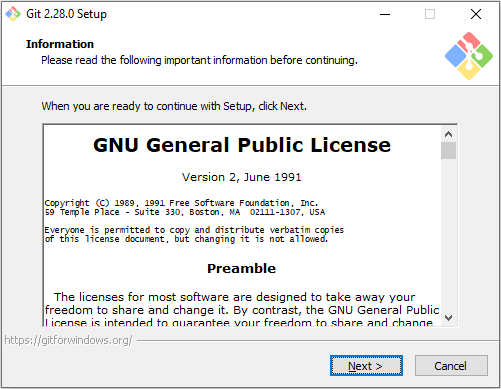 Git 2.28.0 Setup
Information
Please read the following important information before continuing.
When you are ready to continue with Setup, click Next.
GNU General Public License
Version 2, June 1991
Copyright (C) 1989, 1991 Free Software Foundation, Inc.
59 Temple Place - Suite 330, Boston, MA  02111-1307, USA
Everyone is permitted to copy and distribute verbatim copies
of this license document, but changing it is not allowed.
Preamble
The licenses for most software are designed to take away your
freedom to share and change it. By contrast, the GNU General Public
License is intended to guarantee your freedom to share and change
https://gitforwindows.org/
Next >
Cancel